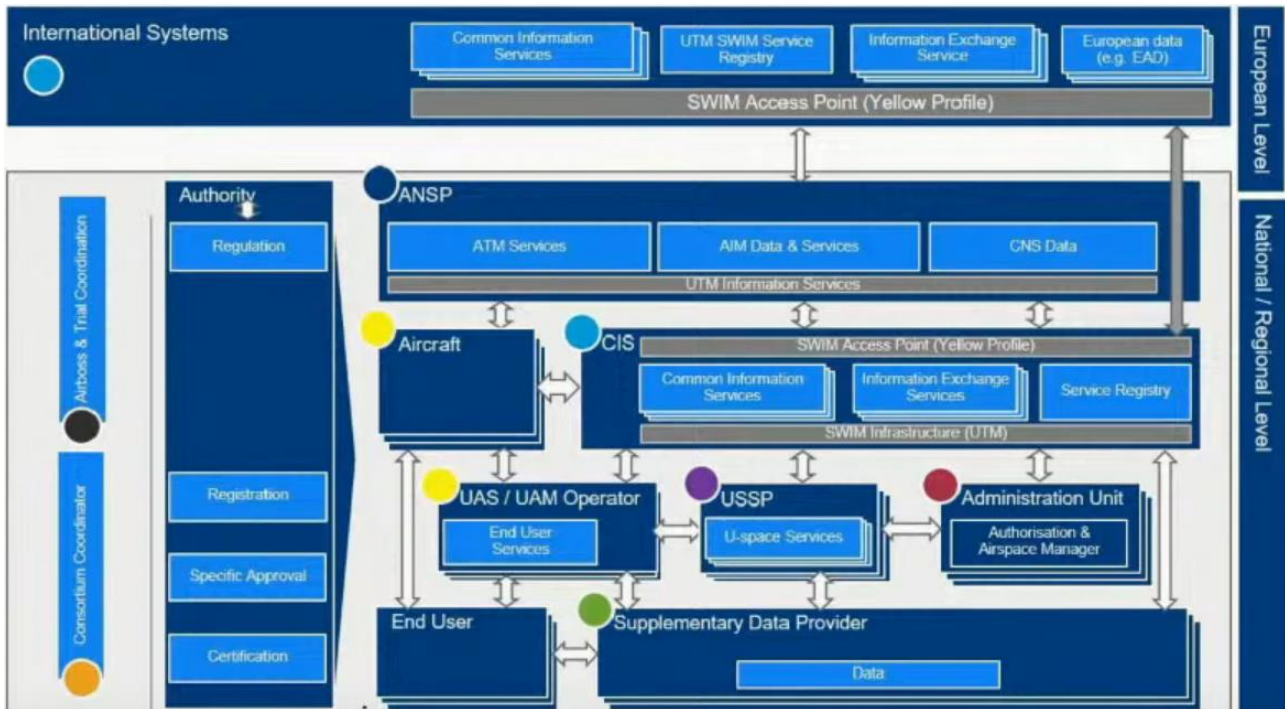 International Systems
Common Information
Services
UTM SWIM Service
Registry
Information Exchange
Service
European data
(e.g. EAD)
SWIM Access Point (Yellow Profile)
European Level
Authority
Regulation
Registration
Specific Approval
Certification
Airboss & Trial Coordination
Consortium Coordinator
ANSP
ATM Services
AIM Data & Services
CNS Data
UTM Information Services
National / Regional Level
Aircraft
CIS
SWIM Access Point (Yellow Profile)
Common Information
Services
Information Exchange
Services
Service Registry
SWIM Infrastructure (UTM)
UAS / UAM Operator
End User
Services
USSP
U-space Services
Administration Unit
Authorisation &
Airspace Manager
End User
Supplementary Data Provider
Data